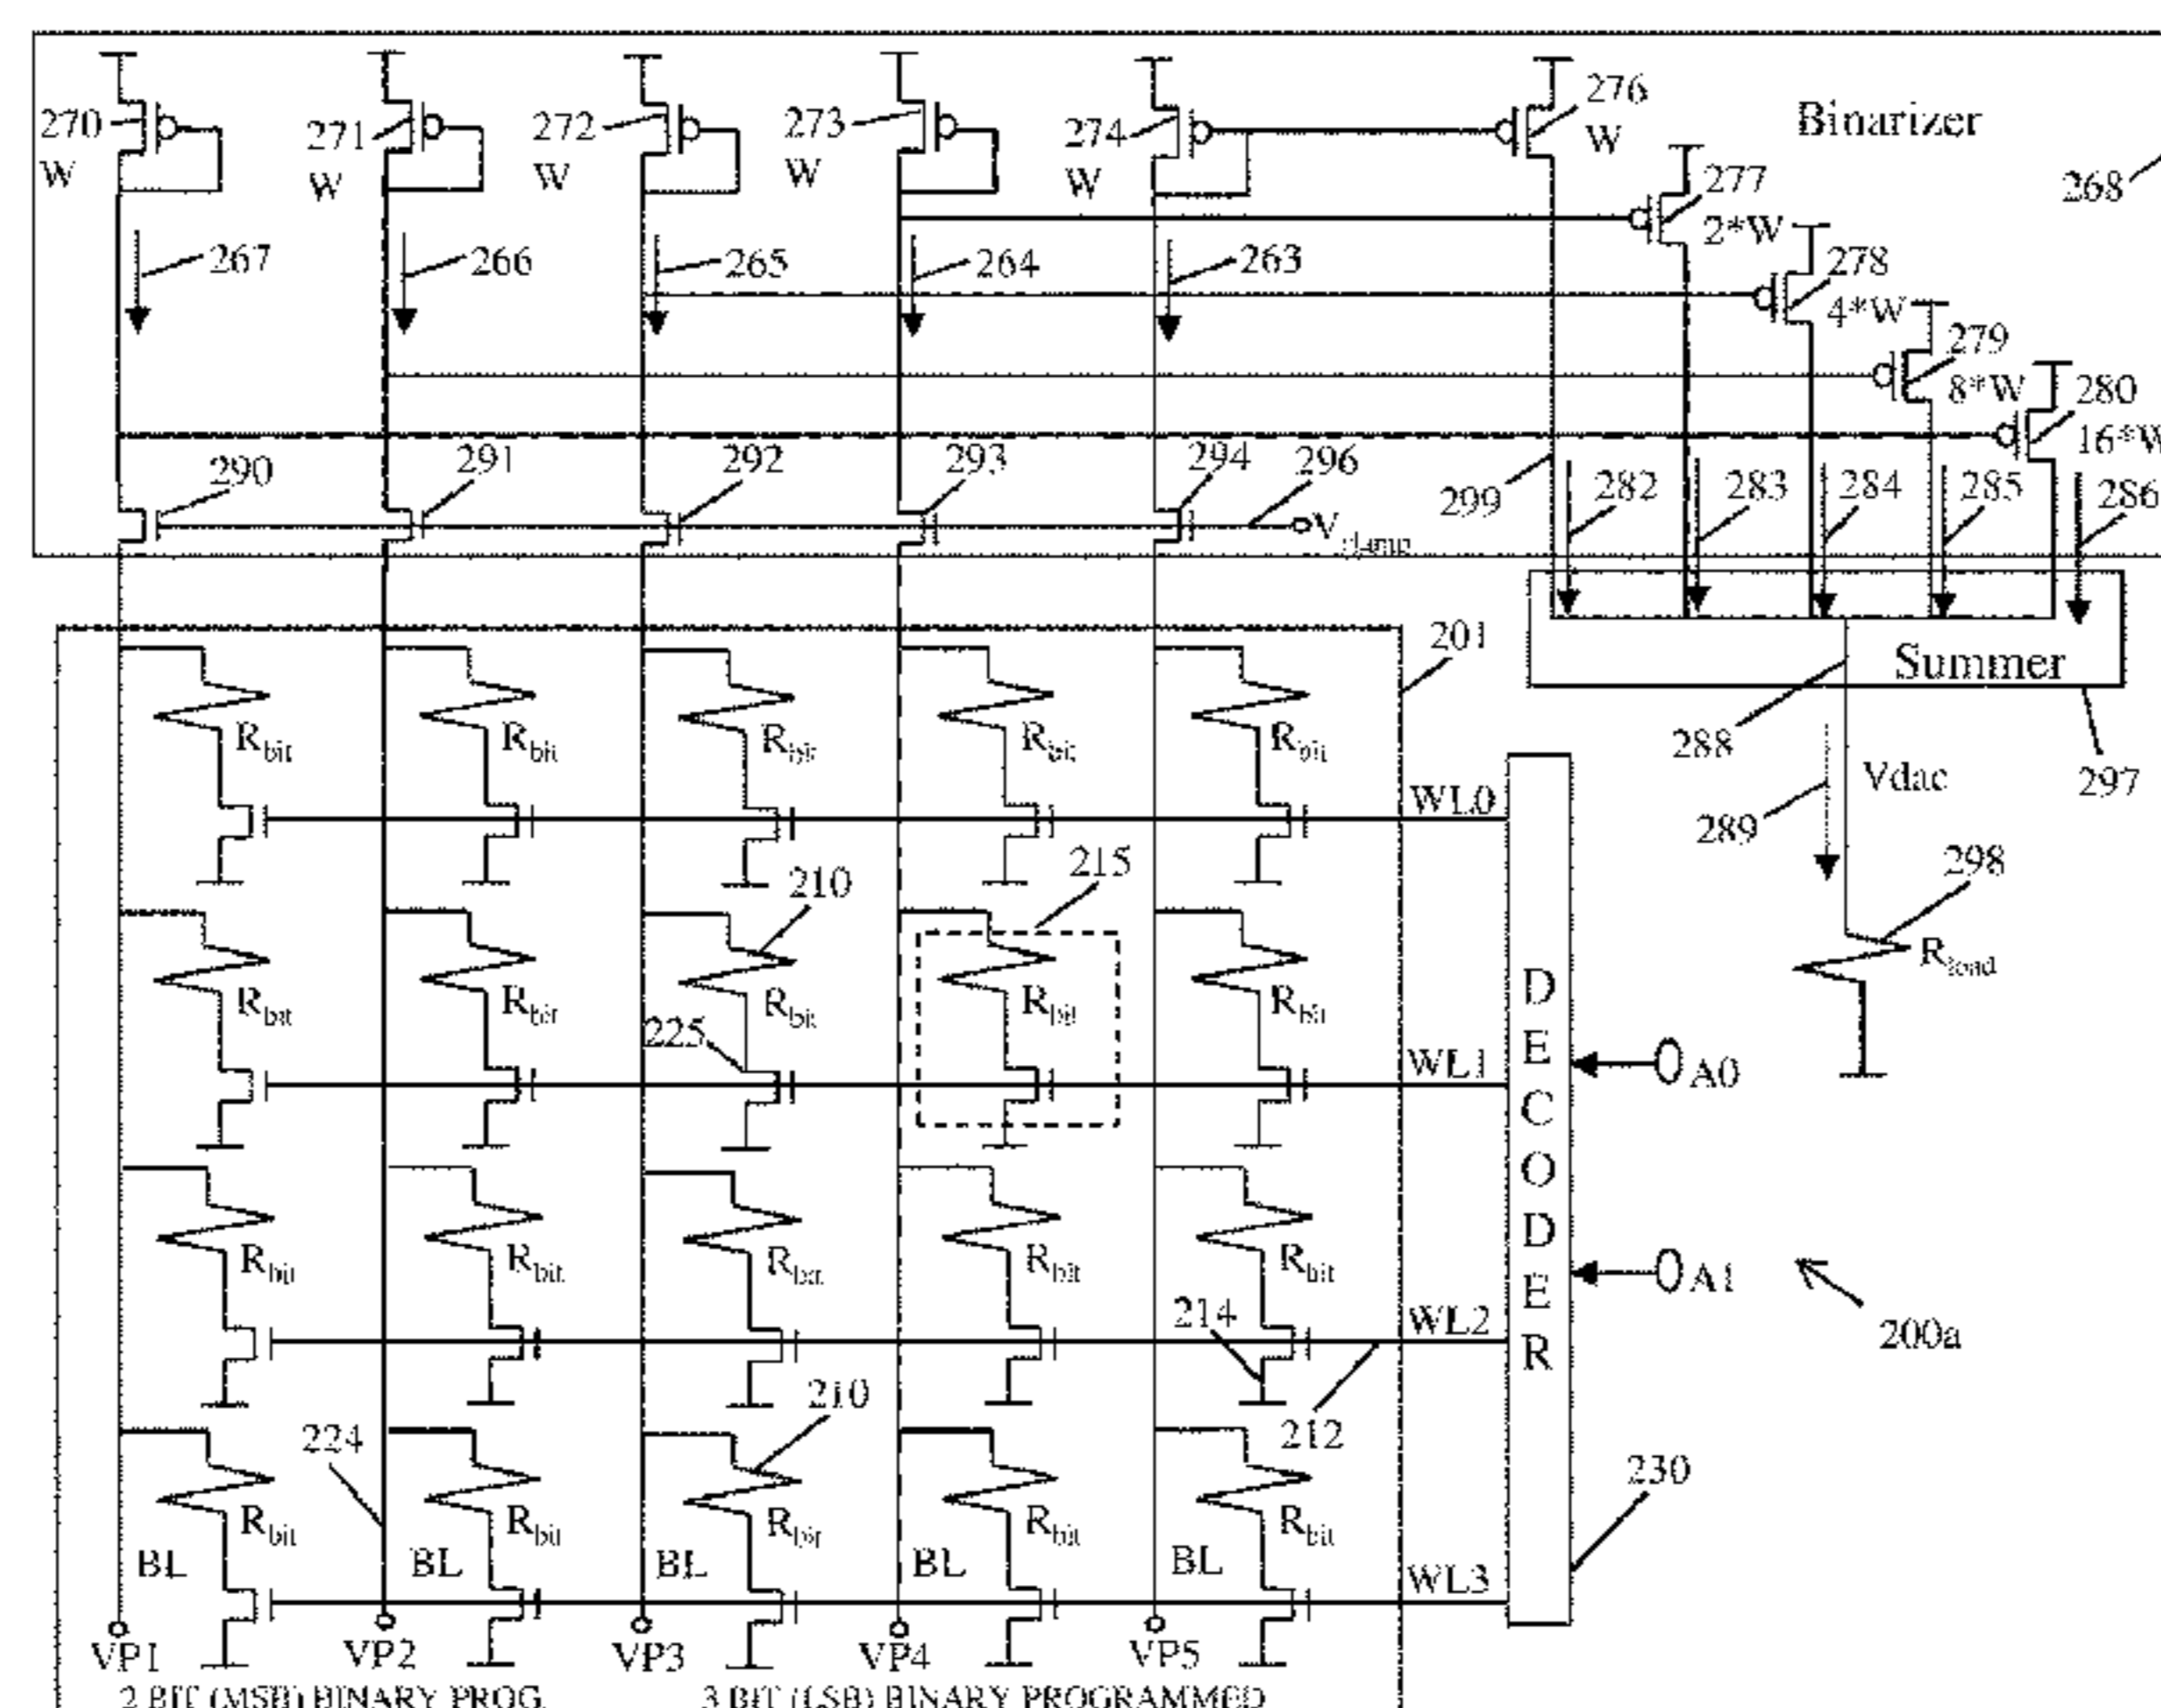 270
W
271
W
272
W
273
W
274
W
276
W
Binarizer
268
277
2*W
278
4*W
279
8*W
280
16*W
267
266
265
264
263
290
291
292
293
294
296
V
299
282
283
284
285
286
Summer
201
288
297
Vdac
289
298
R load
Rbit
Rbit
Rbit
Rbit
Rbit
WL0
210
215
Rbit
Rbit
Rbit
Rbit
Rbit
225
WL1
DECODER
A0
Rbit
Rbit
Rbit
Rbit
Rbit
214
WL2
A1
200a
212
224
210
230
Rbit
Rbit
Rbit
Rbit
Rbit
BL
BL
BL
BL
BL
WL3
VP1
VP2
VP3
VP4
VP5
2 BIT (MSB) BINARY PROG.
3 BIT (LSB) BINARY PROGRAMMED